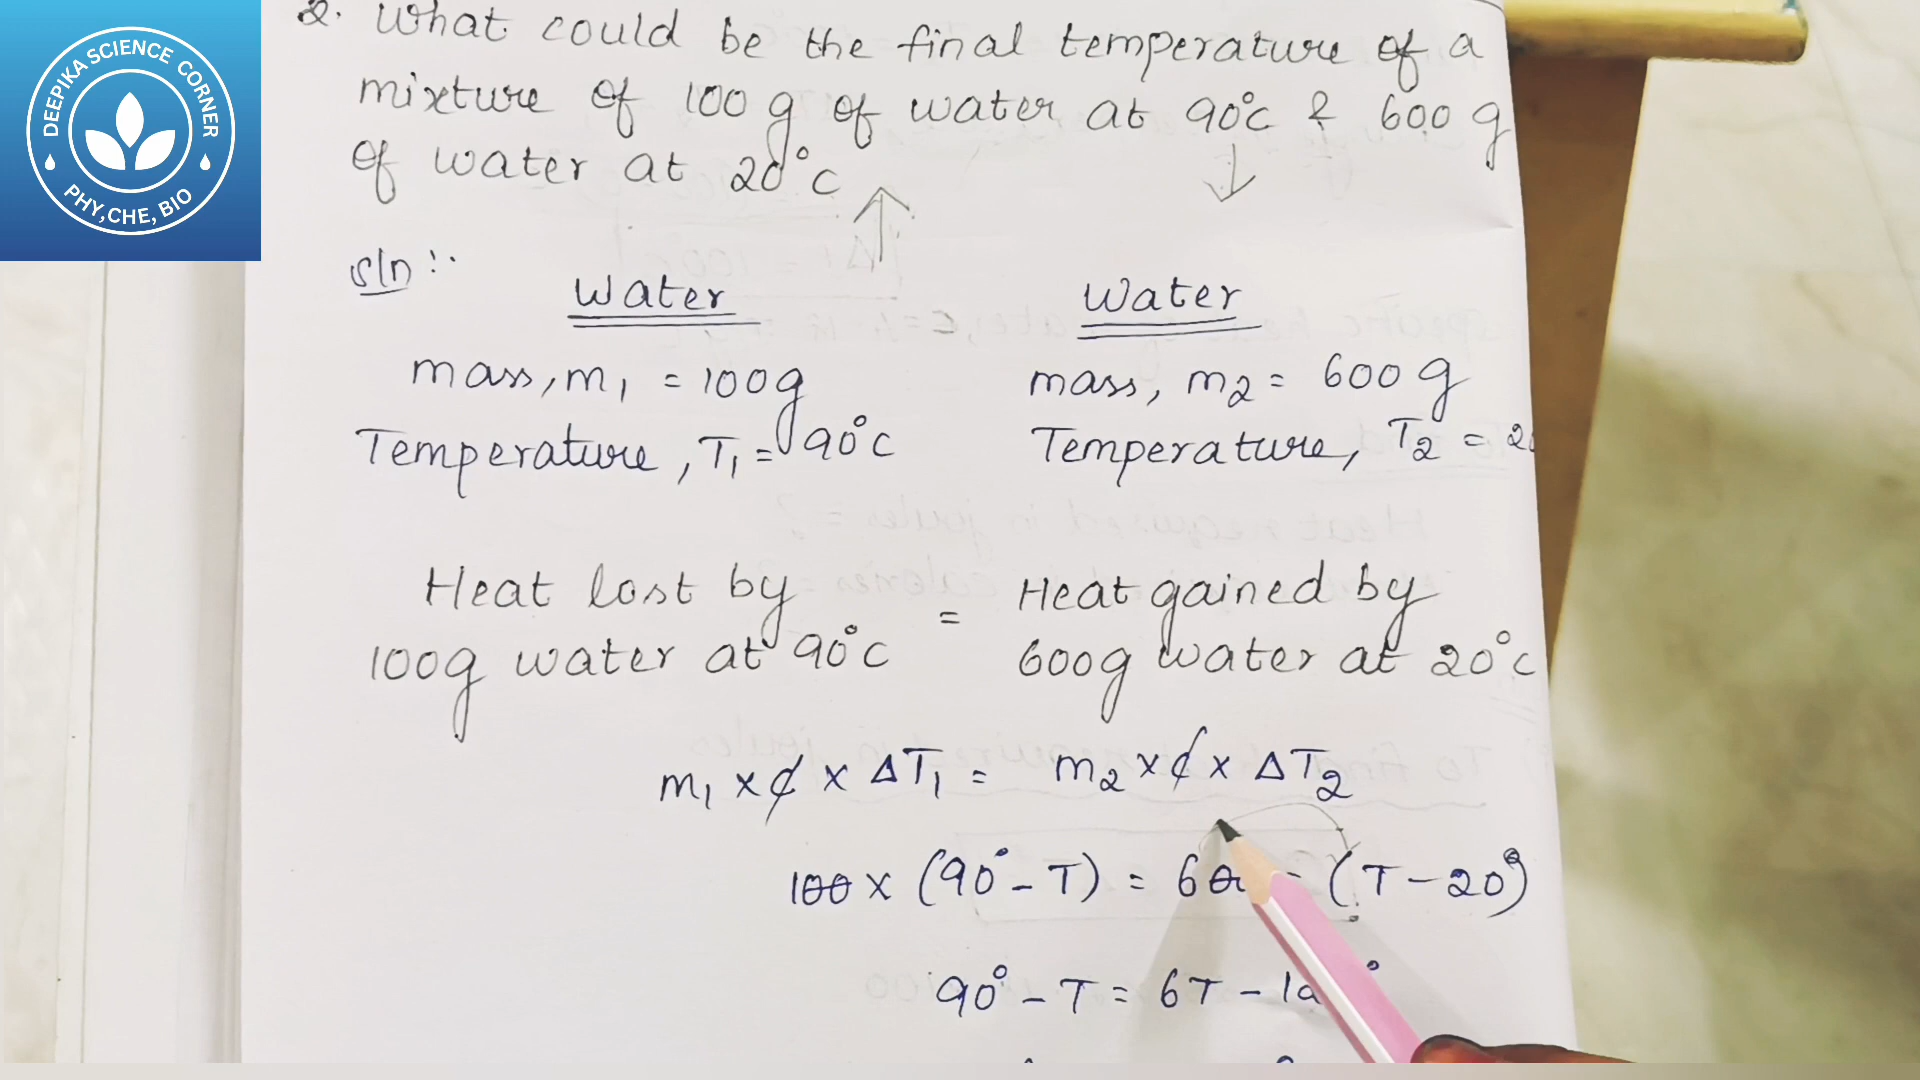 DEEPIKA SCIENCE CORNER
PHY,CHE, BIO
2. What could be the final temperature of a
mixture of 100 g of water at 90°C & 600 g
of water at 20°C
Sln :.
Water
Water
mass, m₁ = 100g
mass, m₂ = 600 g
Temperature, T₁ = 90°C
Temperature, T₂ =
Heat lost by
100g water at 90°C
=
Heat gained by
600g water at 20°C
m₁ × c × ΔT₁ = m₂ × c × ΔT₂
100 × (90° - T) = (T - 20°)
90° - T = 6T -